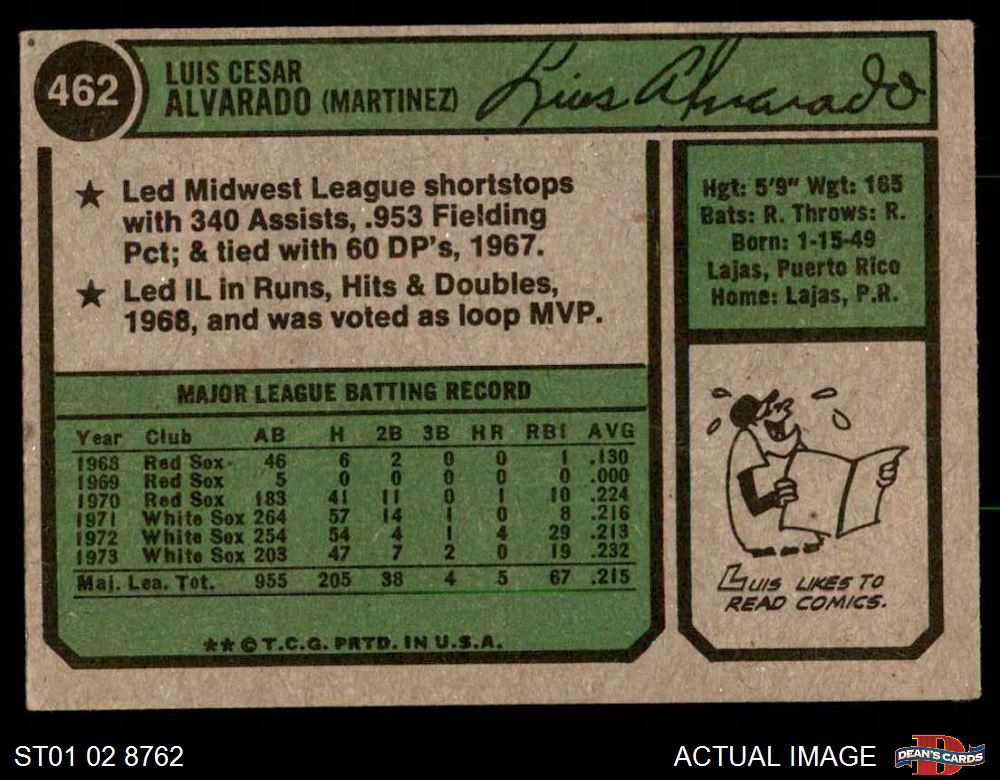 462
LUIS CESAR
ALVARADO (MARTINEZ)
Luis Alvarado
★ Led Midwest League shortstops
with 340 Assists, .953 Fielding
Pct; & tied with 60 DP's, 1967.
★ Led IL in Runs, Hits & Doubles,
1968, and was voted as loop MVP.
MAJOR LEAGUE BATTING RECORD
Year Club AB H 2B 3B HR RBI AVG
1968 Red Sox 46 6 2 0 0 1 .130
1969 Red Sox 5 0 0 0 0 0 .000
1970 Red Sox 183 41 11 0 1 10 .224
1971 White Sox 264 57 14 1 0 8 .216
1972 White Sox 254 54 4 1 4 29 .213
1973 White Sox 203 47 7 2 0 19 .232
Maj. Lea. Tot. 955 205 38 4 5 67 .215
**© T.C.G. PRTD. IN U.S.A.
Hgt: 5'9" Wgt: 165
Bats: R. Throws: R.
Born: 1-15-49
Lajas, Puerto Rico
Home: Lajas, P.R.
LUIS LIKES TO
READ COMICS.
ST01 02 8762
ACTUAL IMAGE
D
DEAN'S CARDS